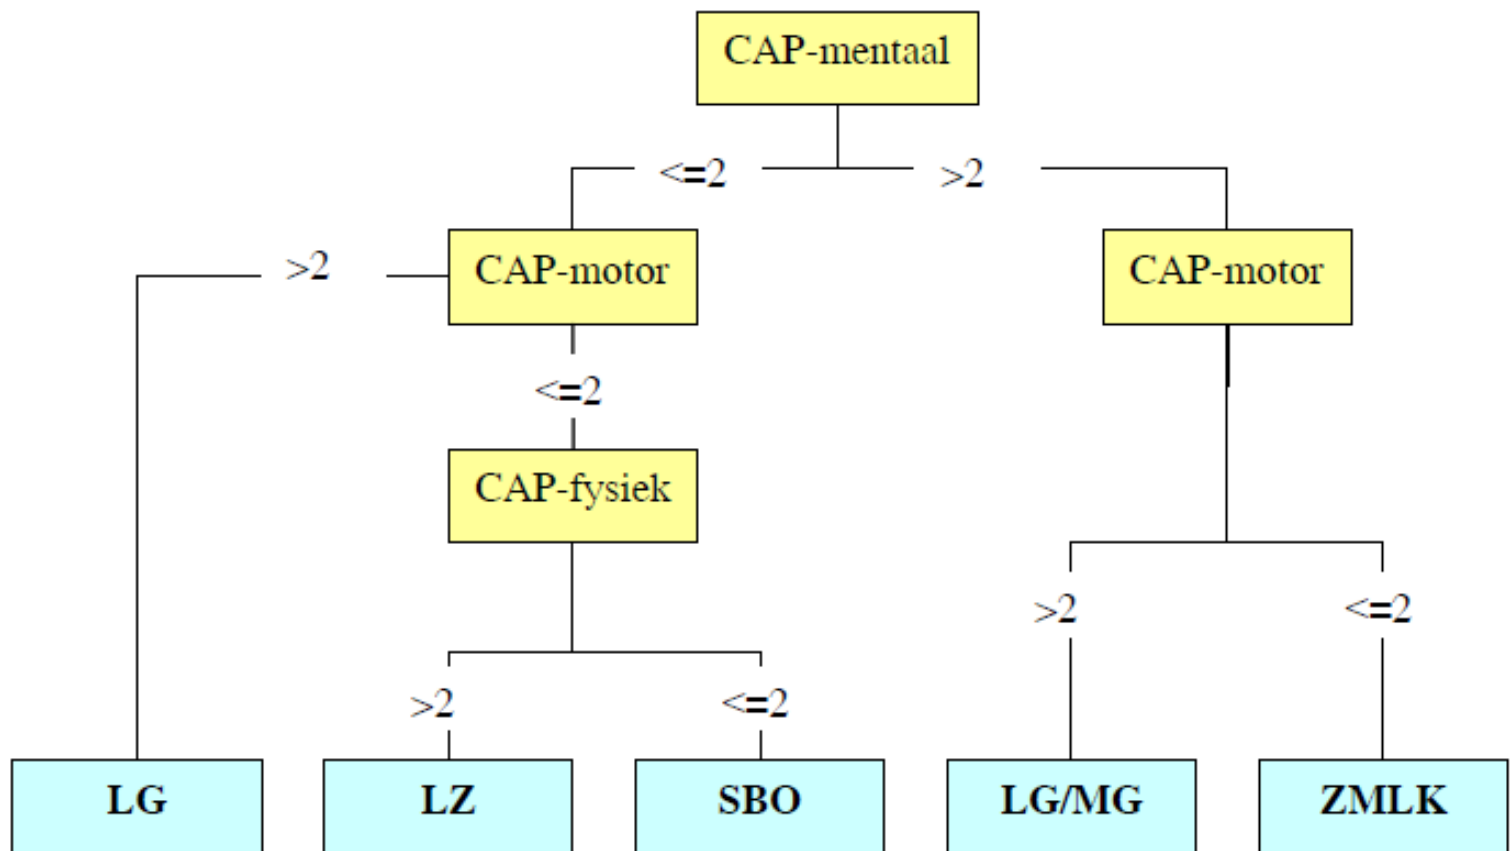 CAP-mentaal
<=2
>2
>2
CAP-motor
CAP-motor
<=2
CAP-fysiek
>2
<=2
>2
<=2
LG
LZ
SBO
LG/MG
ZMLK